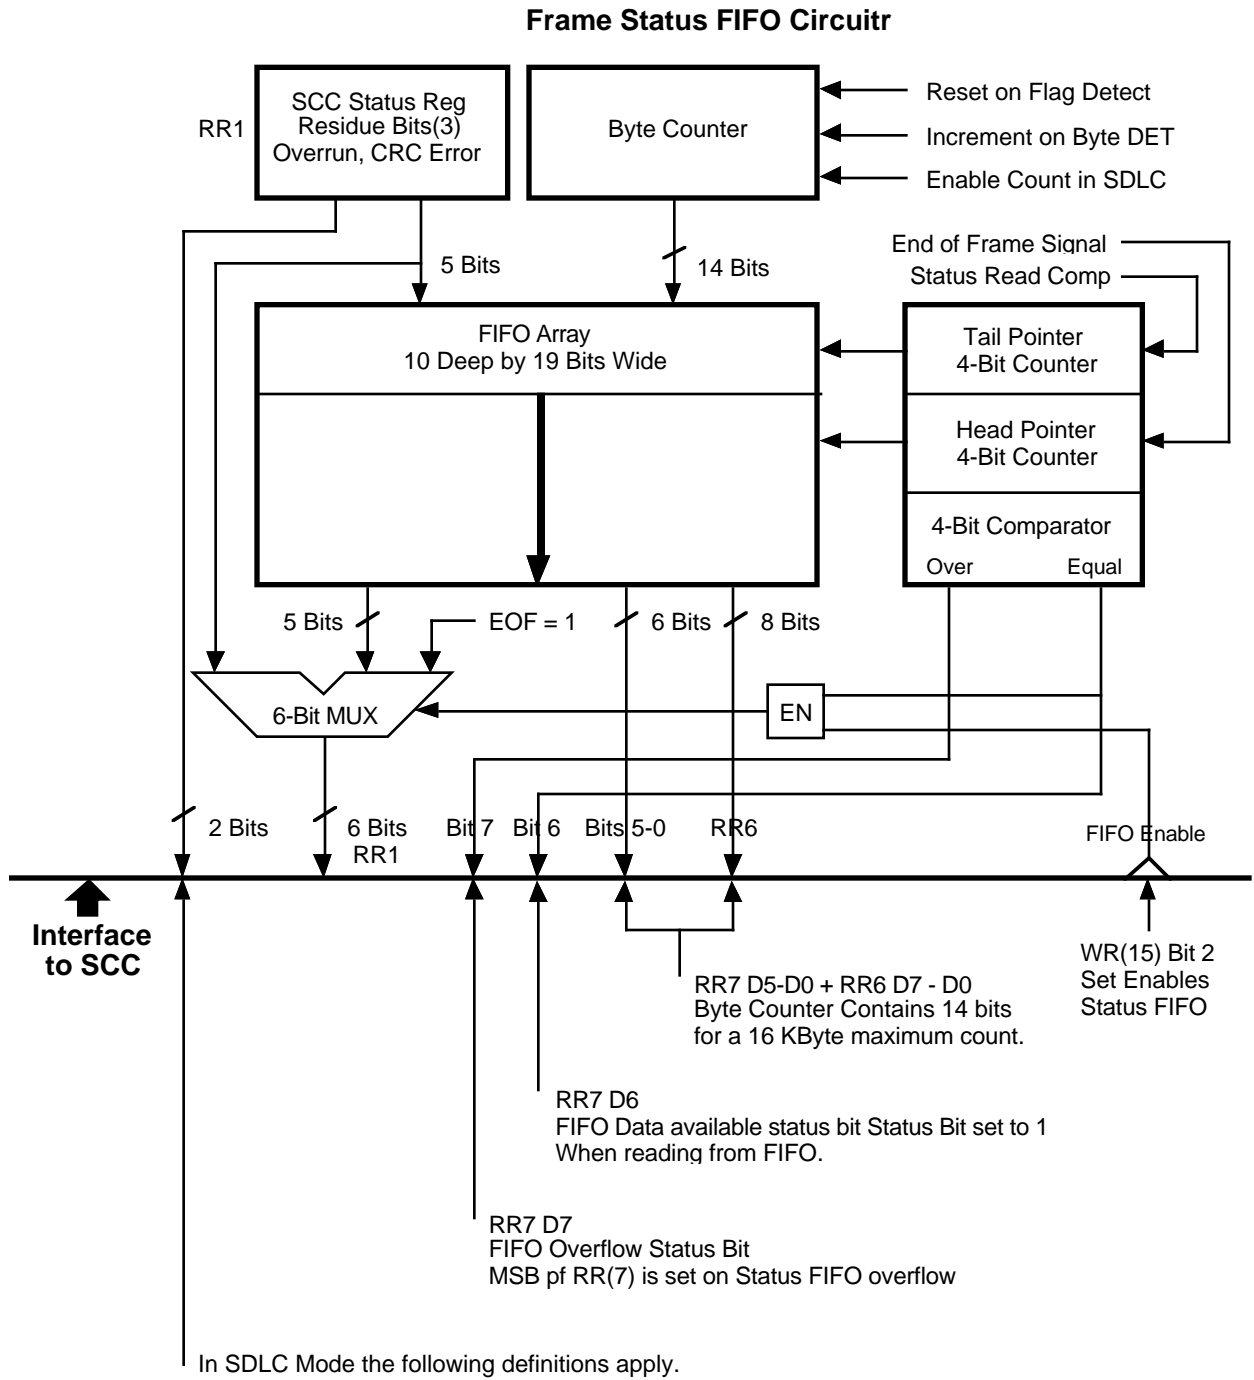 Frame Status FIFO Circuitr
RR1
SCC Status Reg
Residue Bits(3)
Overrun, CRC Error
Byte Counter
Reset on Flag Detect
Increment on Byte DET
Enable Count in SDLC
5 Bits
14 Bits
End of Frame Signal
Status Read Comp
FIFO Array
10 Deep by 19 Bits Wide
Tail Pointer
4-Bit Counter
Head Pointer
4-Bit Counter
4-Bit Comparator
Over
Equal
5 Bits
EOF = 1
6 Bits
8 Bits
6-Bit MUX
EN
2 Bits
6 Bits
RR1
Bit 7
Bit 6
Bits 5-0
RR6
FIFO Enable
Interface
to SCC
WR(15) Bit 2
Set Enables
Status FIFO
RR7 D5-D0 + RR6 D7 - D0
Byte Counter Contains 14 bits
for a 16 KByte maximum count.
RR7 D6
FIFO Data available status bit Status Bit set to 1
When reading from FIFO.
RR7 D7
FIFO Overflow Status Bit
MSB pf RR(7) is set on Status FIFO overflow
In SDLC Mode the following definitions apply.